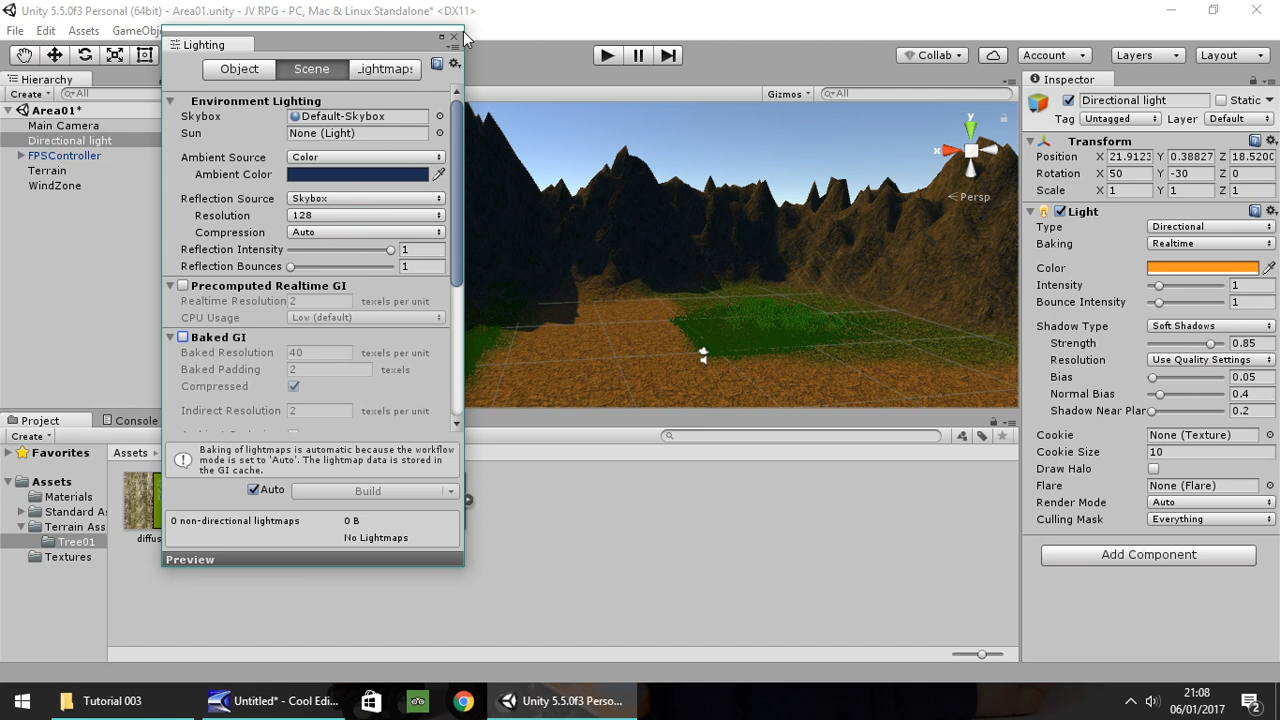 Unity 5.5.0f3 Personal (64bit) - Area01.unity - JV RPG - PC, Mac & Linux Standalone* <DX11>
File Edit Assets GameObj
Collab Account Layers Layout
Hierarchy
Create All
Area01*
Main Camera
Directional light
FPSController
Terrain
WindZone
Lighting
Object Scene Lightmaps
Environment Lighting
Skybox Default-Skybox
Sun None (Light)
Ambient Source Color
Ambient Color
Reflection Source Skybox
Resolution 128
Compression Auto
Reflection Intensity 1
Reflection Bounces 1
Precomputed Realtime GI
Realtime Resolution 2 texels per unit
CPU Usage Low (default)
Baked GI
Baked Resolution 40 texels per unit
Baked Padding 2 texels
Compressed
Indirect Resolution 2 texels per unit
Baking of lightmaps is automatic because the workflow
mode is set to 'Auto'. The lightmap data is stored in
the GI cache.
Auto Build
0 non-directional lightmaps 0 B
No Lightmaps
Preview
Gizmos All
y
x
Persp
Inspector
Directional light Static
Tag Untagged Layer Default
Transform
Position X 21.9123 Y 0.38827 Z 18.5200
Rotation X 50 Y -30 Z 0
Scale X 1 Y 1 Z 1
Light
Type Directional
Baking Realtime
Color
Intensity 1
Bounce Intensity 1
Shadow Type Soft Shadows
Strength 0.85
Resolution Use Quality Settings
Bias 0.05
Normal Bias 0.4
Shadow Near Plar 0.2
Cookie None (Texture)
Cookie Size 10
Draw Halo
Flare None (Flare)
Render Mode Auto
Culling Mask Everything
Add Component
Project Console
Create
Favorites
Assets
Materials
Standard A
Terrain Ass
Tree01
Textures
Assets
diffus
Tutorial 003
Untitled* - Cool Edi...
Unity 5.5.0f3 Perso...
21:08
06/01/2017
2